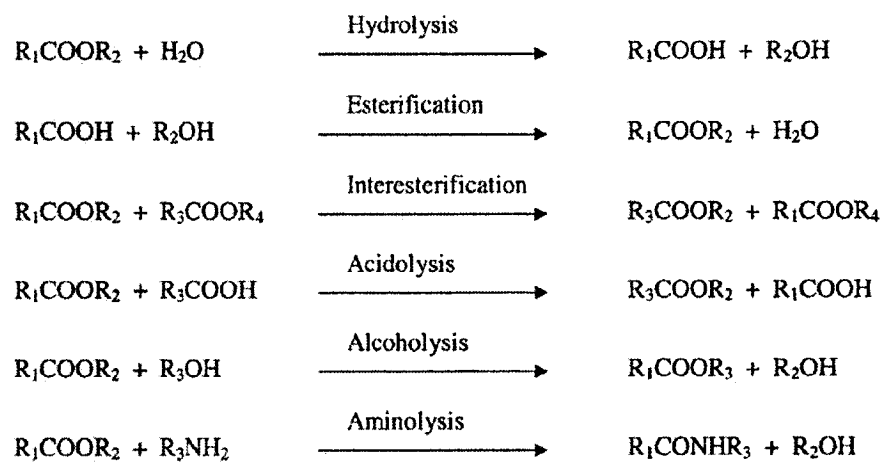 Hydrolysis
R₁COOR₂ + H₂O R₁COOH + R₂OH
Esterification
R₁COOH + R₂OH R₁COOR₂ + H₂O
Interesterification
R₁COOR₂ + R₃COOR₄ R₃COOR₂ + R₁COOR₄
Acidolysis
R₁COOR₂ + R₃COOH R₃COOR₂ + R₁COOH
Alcoholysis
R₁COOR₂ + R₃OH R₁COOR₃ + R₂OH
Aminolysis
R₁COOR₂ + R₃NH₂ R₁CONHR₃ + R₂OH